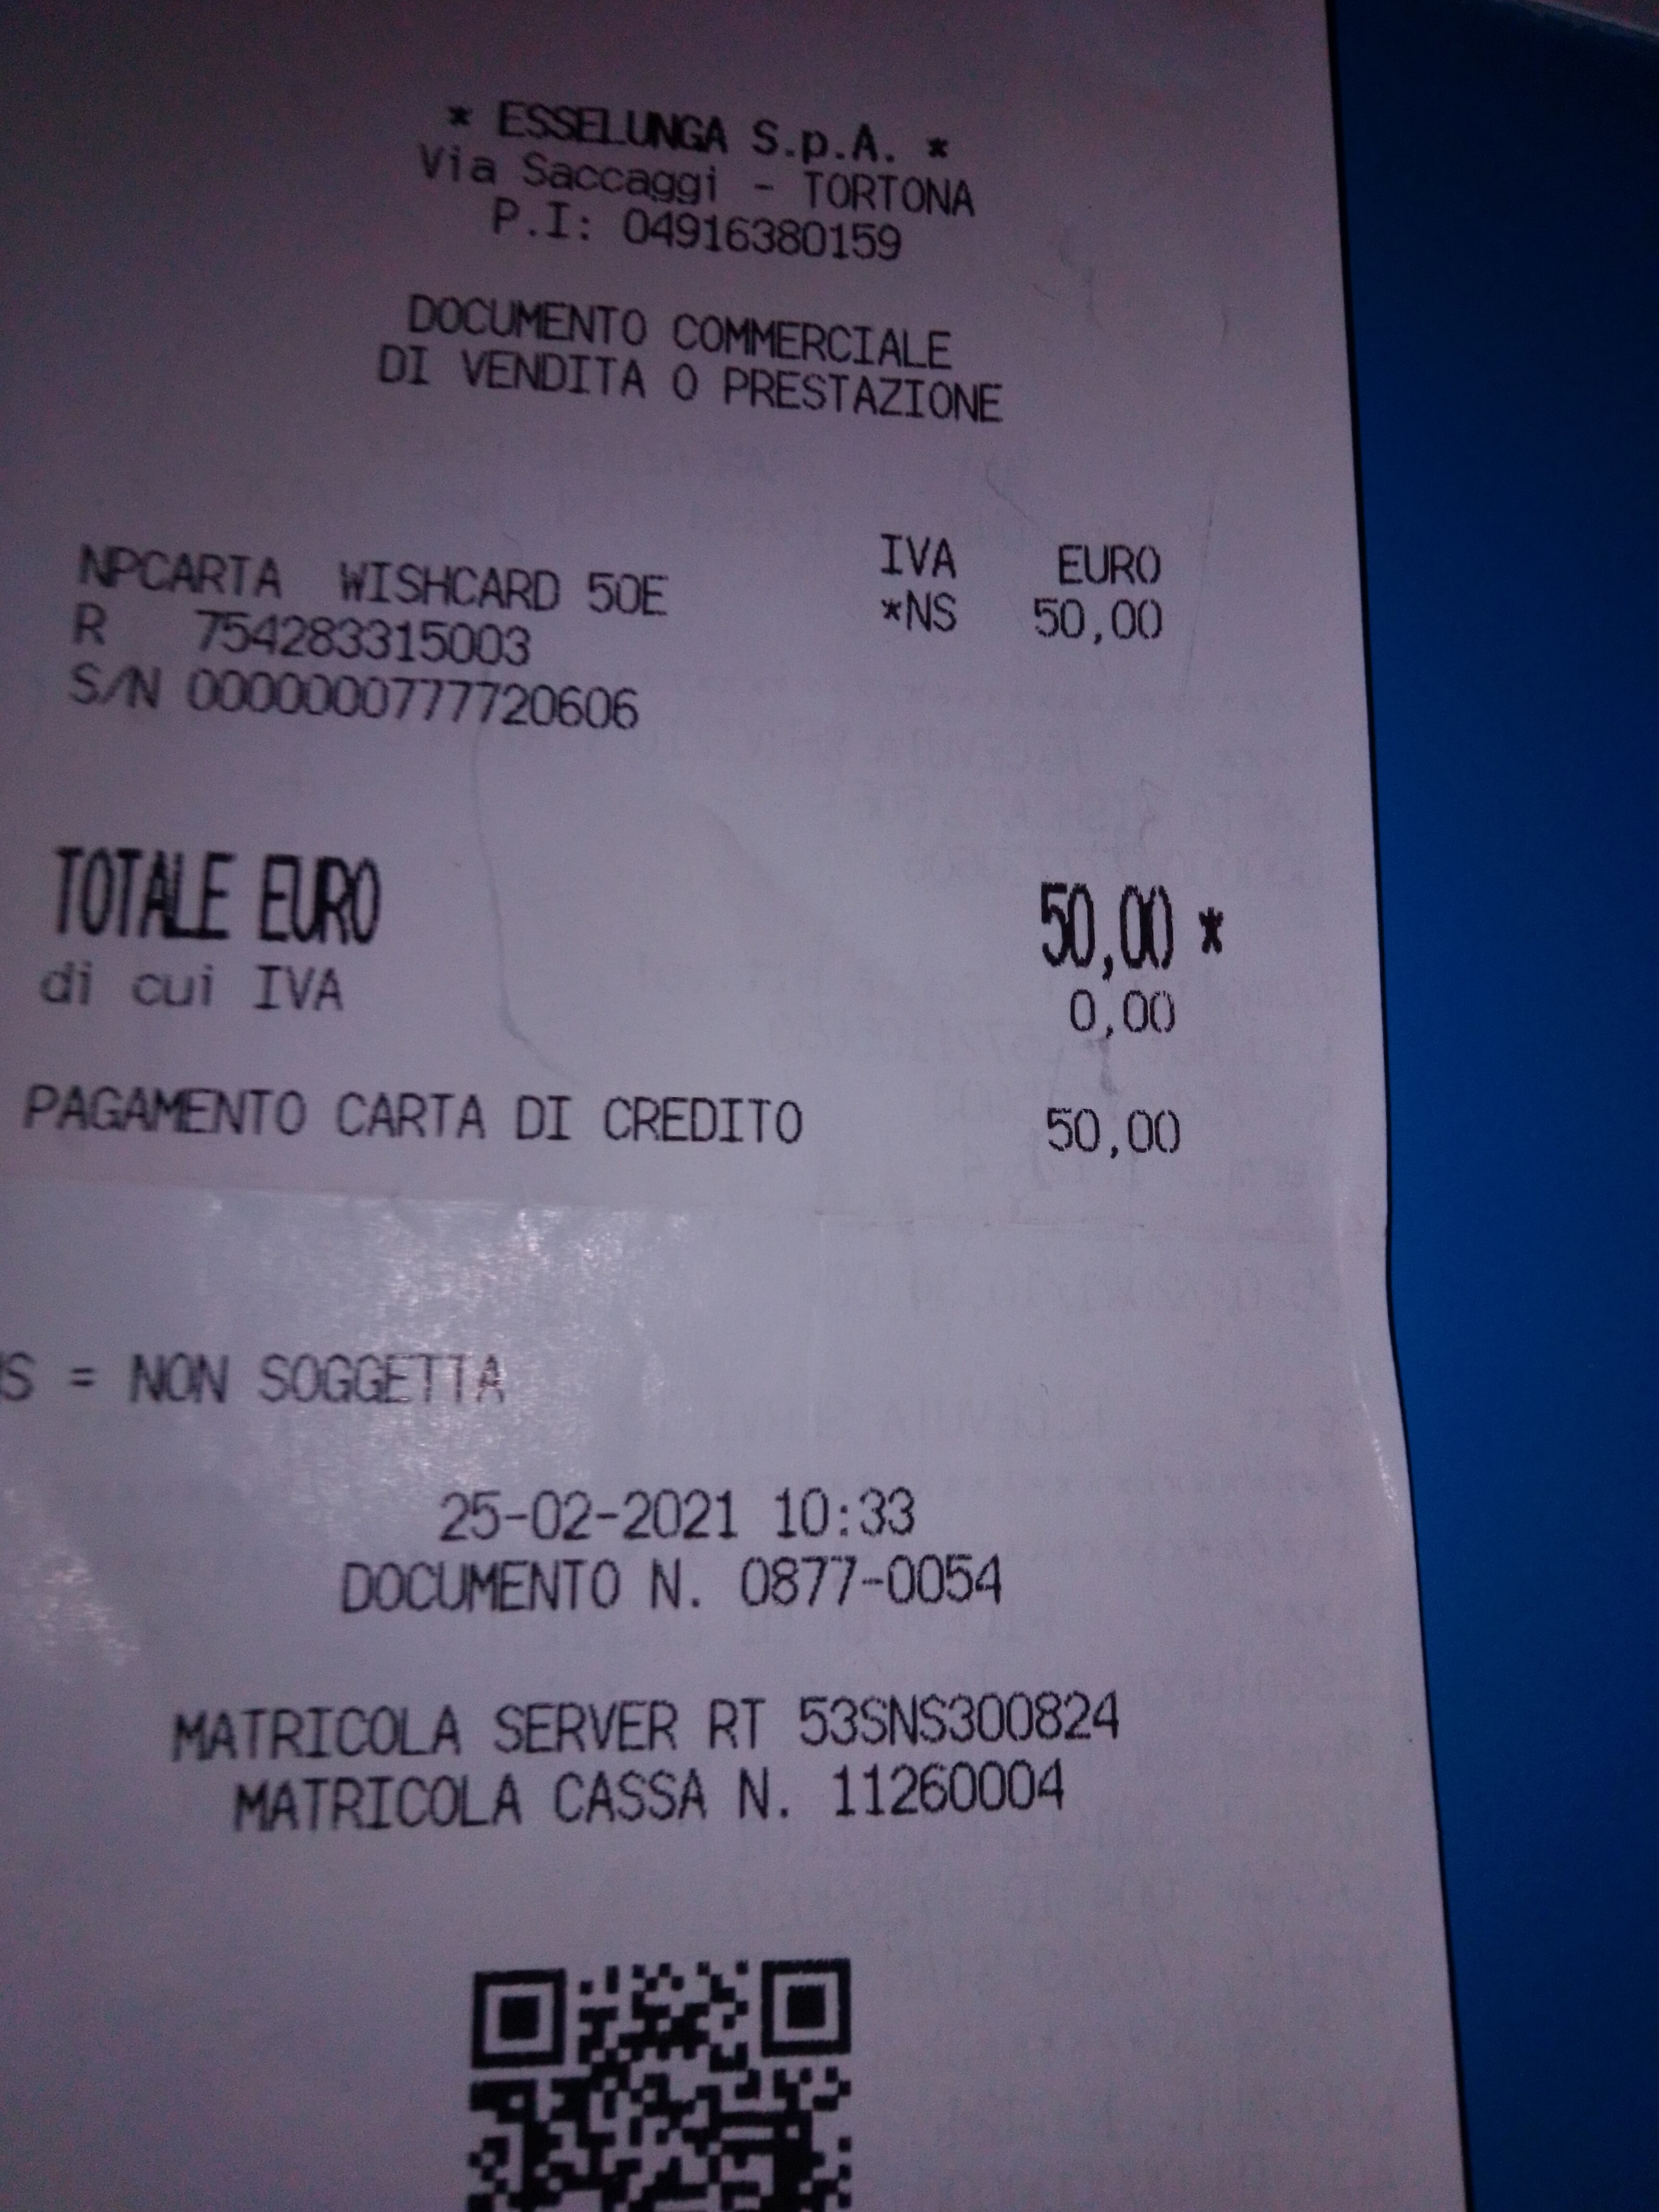 * ESSELUNGA S.p.A. *
Via Saccaggi - TORTONA
P.I: 04916380159
DOCUMENTO COMMERCIALE
DI VENDITA O PRESTAZIONE
IVA EURO
NPCARTA WISHCARD 50E *NS 50,00
R 754283315003
S/N 0000000777720606
TOTALE EURO 50,00 *
di cui IVA 0,00
PAGAMENTO CARTA DI CREDITO 50,00
S = NON SOGGETTA
25-02-2021 10:33
DOCUMENTO N. 0877-0054
MATRICOLA SERVER RT 53SNS300824
MATRICOLA CASSA N. 11260004